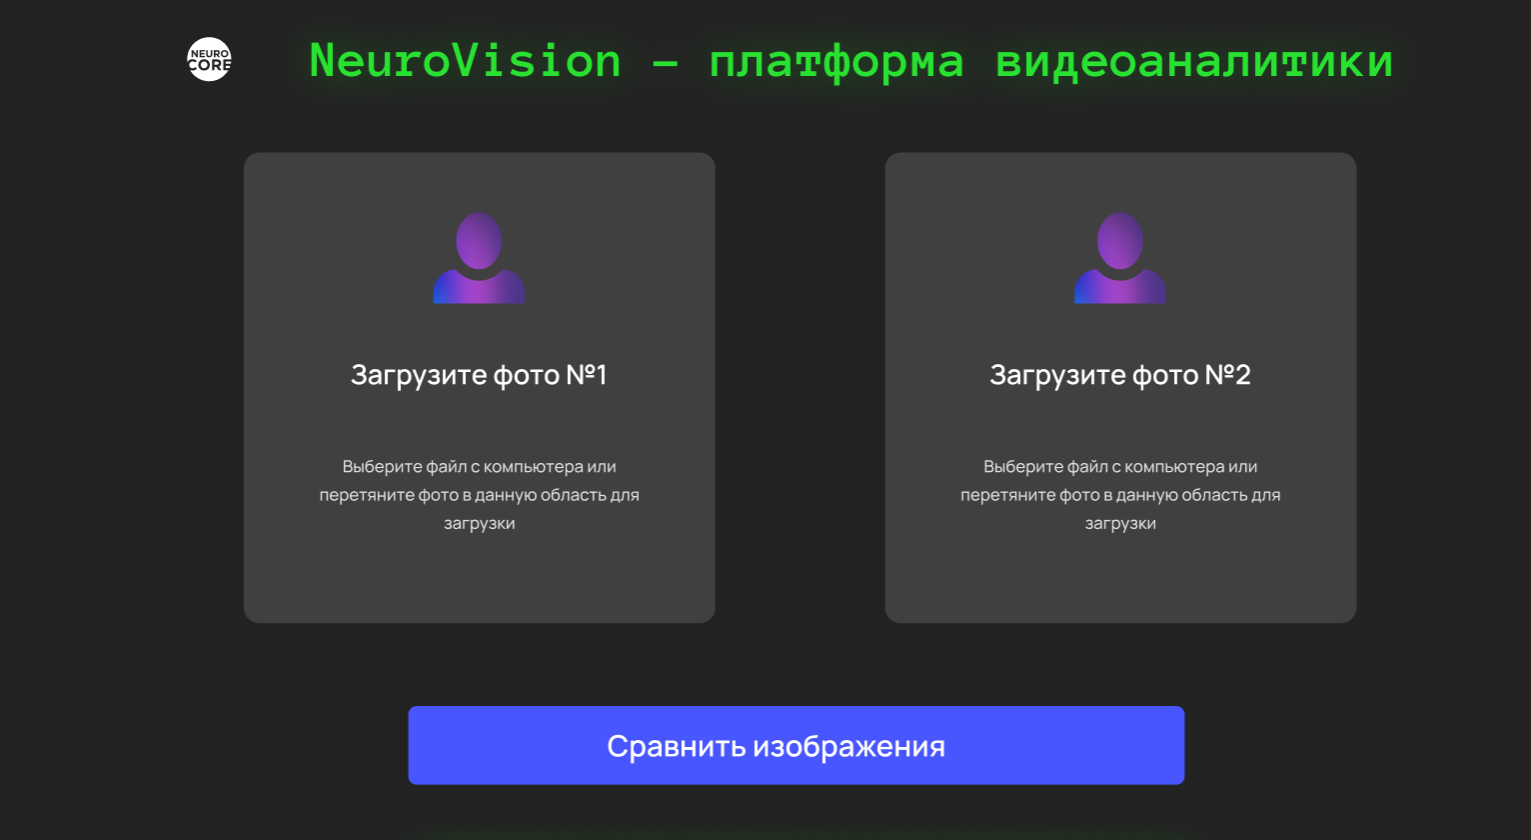 NEURO
CORE
NeuroVision – платформа видеоаналитики
Загрузите фото №1
Выберите файл с компьютера или
перетяните фото в данную область для
загрузки
Загрузите фото №2
Выберите файл с компьютера или
перетяните фото в данную область для
загрузки
Сравнить изображения